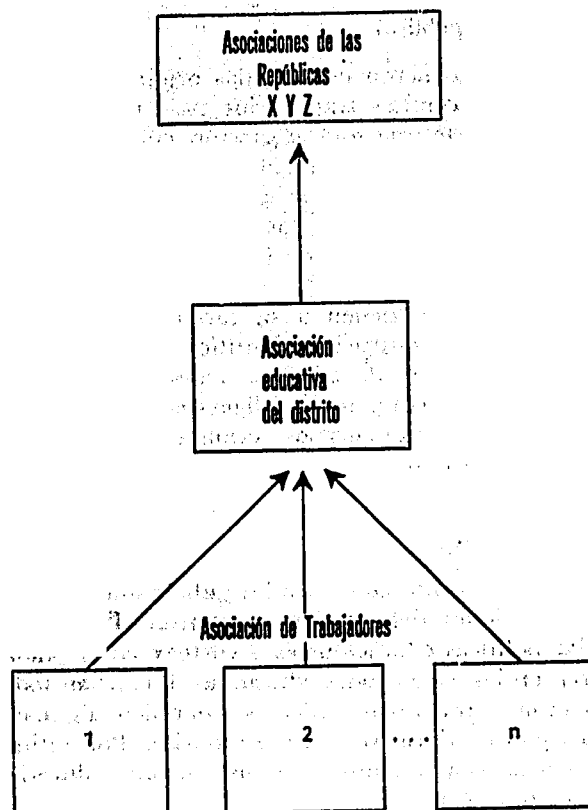 Asociaciones de las
Repúblicas
X Y Z
Asociación
educativa
del distrito
Asociación de Trabajadores
1
2
....
n